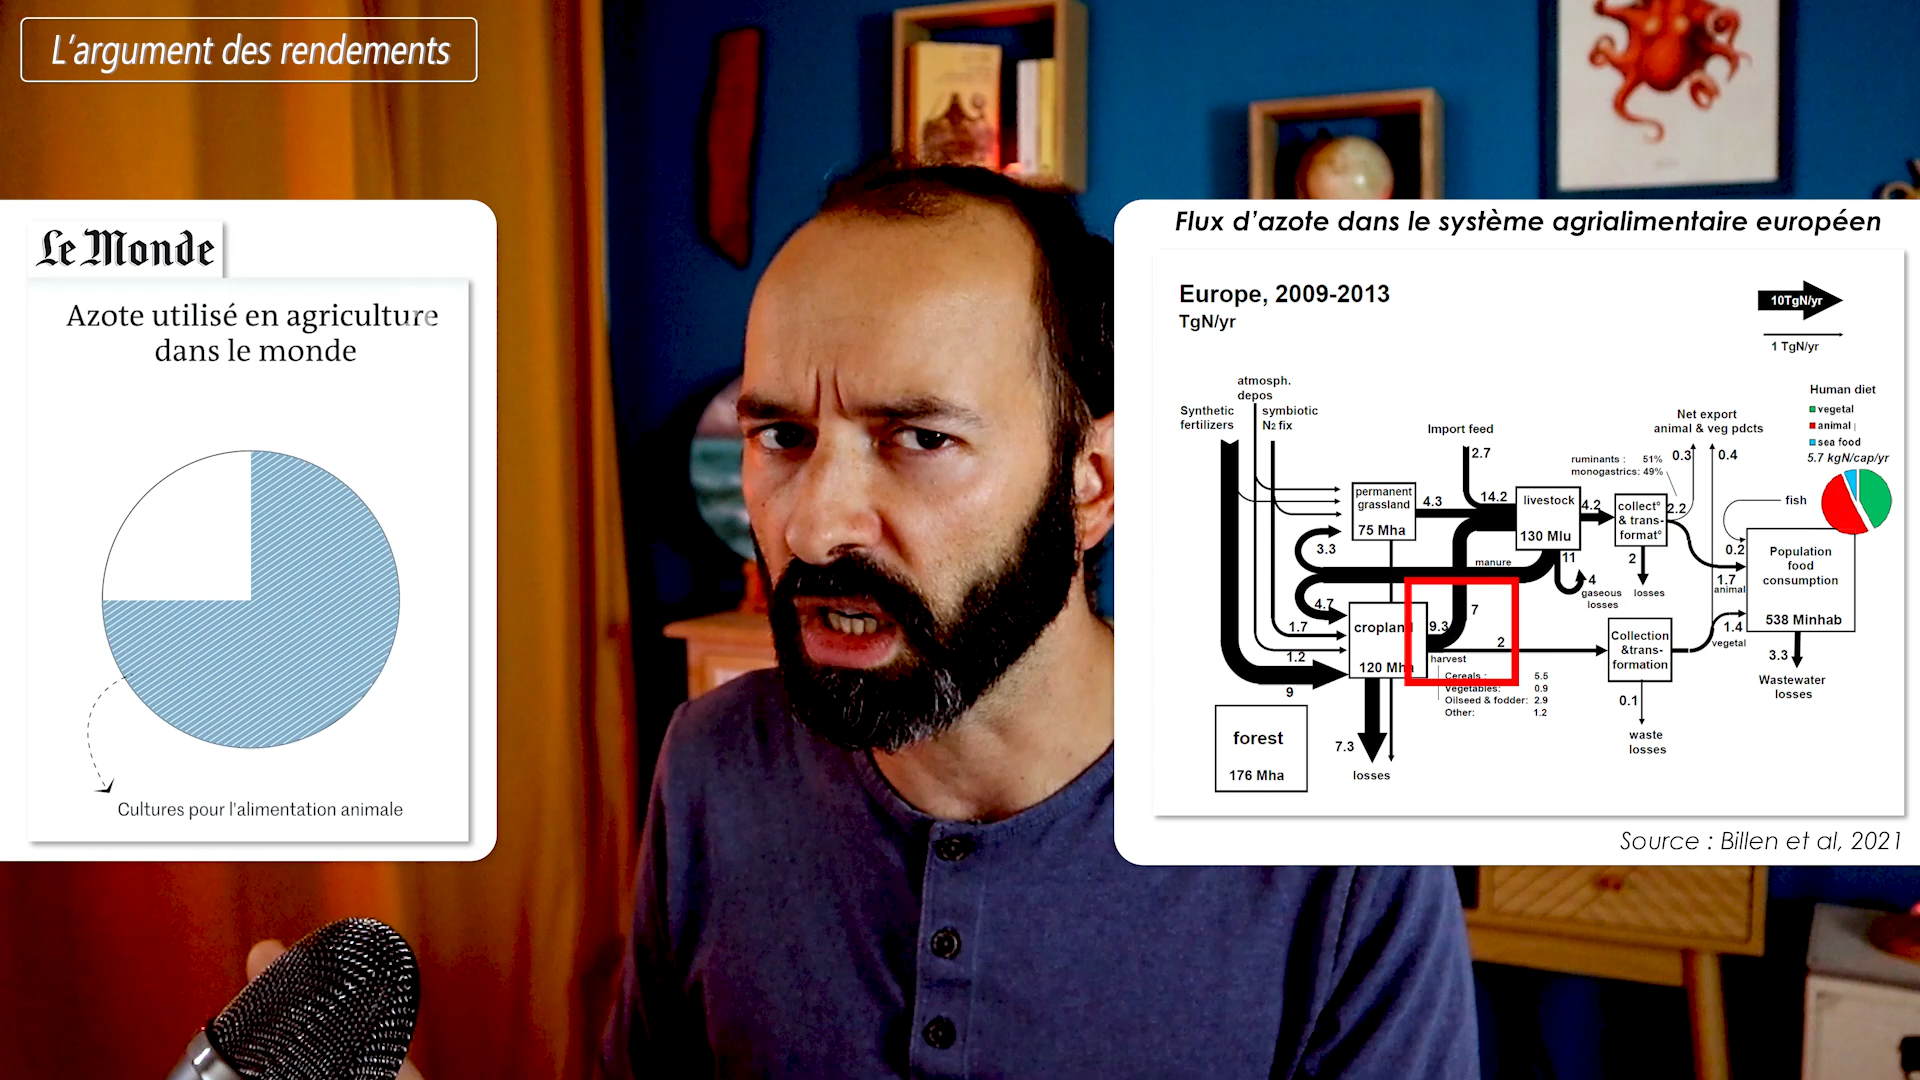 L'argument des rendements
Le Monde
Azote utilisé en agriculture
dans le monde
Cultures pour l'alimentation animale
Flux d'azote dans le système agrialimentaire européen
Europe, 2009-2013
TgN/yr
10TgN/yr
1 TgN/yr
atmosph.
depos
Synthetic
fertilizers
symbiotic
N2 fix
Import feed
2.7
Net export
animal & veg pdcts
0.3
0.4
Human diet
vegetal
animal
sea food
5.7 kgN/cap/yr
ruminants : 51%
monogastrics: 49%
permanent
grassland
75 Mha
4.3
14.2
livestock
130 Mlu
4.2
collect°
& trans-
format°
2.2
fish
0.2
Population
food
consumption
538 Minhab
3.3
manure
11
4
gaseous
losses
2
losses
1.7
animal
4.7
cropland
120 Mha
9.3
7
2
harvest
1.7
1.2
9
Cereals : 5.5
Vegetables: 0.9
Oilseed & fodder: 2.9
Other: 1.2
Collection
&trans-
formation
1.4
vegetal
0.1
waste
losses
3.3
Wastewater
losses
forest
176 Mha
7.3
losses
Source : Billen et al, 2021